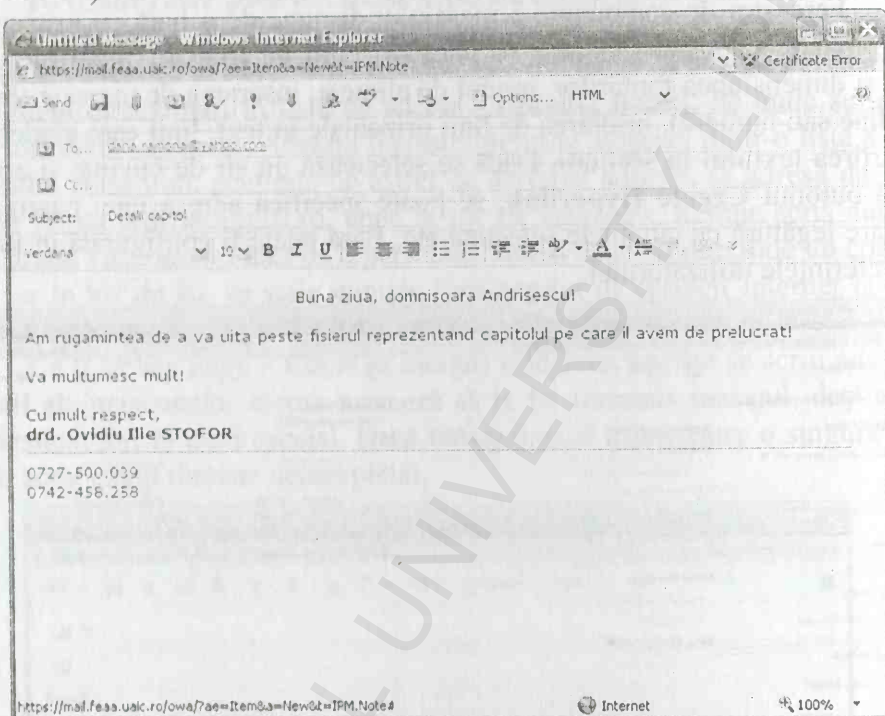 Untitled Message - Windows Internet Explorer
https://mail.feaa.uaic.ro/owa/?ae=Item&a=New&t=IPM.Note
Certificate Error
Send
Options... HTML
To...
Cc...
Subject: Detalii capitol
Verdana 10 B I U
Buna ziua, domnisoara Andrisescu!
Am rugamintea de a va uita peste fisierul reprezentand capitolul pe care il avem de prelucrat!
Va multumesc mult!
Cu mult respect,
drd. Ovidiu Ilie STOFOR
0727-500.039
0742-458.258
https://mail.feaa.uaic.ro/owa/?ae=Item&a=New&t=IPM.Note#
Internet
100%
UNIVERSITY